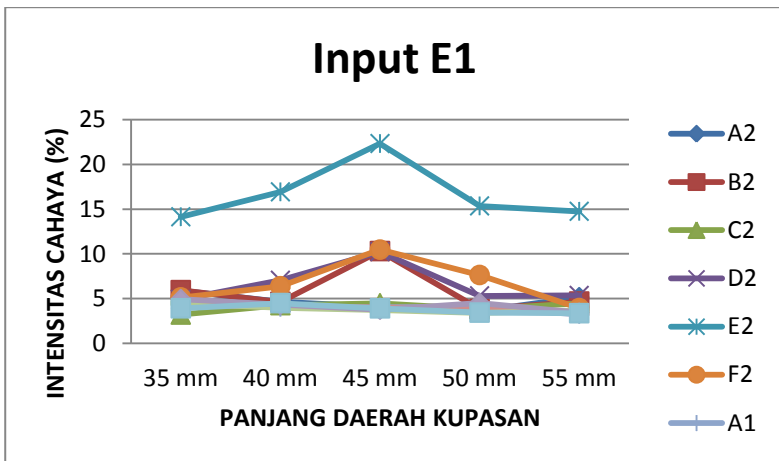 Input E1
INTENSITAS CAHAYA (%)
25
20
15
10
5
0
35 mm 40 mm 45 mm 50 mm 55 mm
PANJANG DAERAH KUPASAN
A2
B2
C2
D2
E2
F2
A1